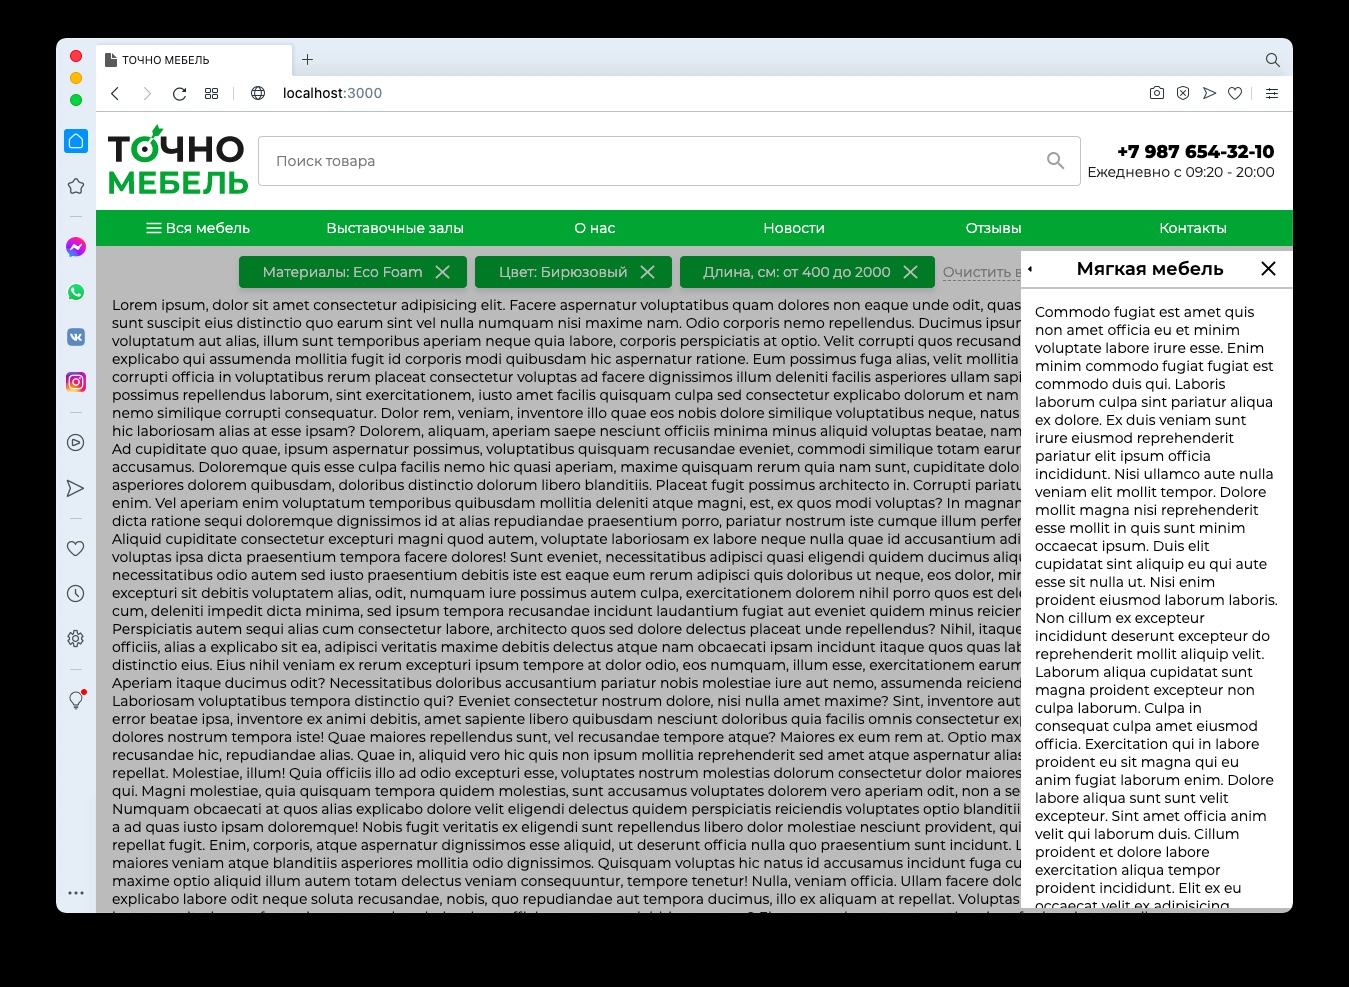 ТОЧНО МЕБЕЛЬ
localhost:3000
ТОЧНО
МЕБЕЛЬ
Поиск товара
+7 987 654-32-10
Ежедневно с 09:20 - 20:00
Вся мебель
Выставочные залы
О нас
Новости
Отзывы
Контакты
Материалы: Eco Foam
Цвет: Бирюзовый
Длина, см: от 400 до 2000
Очистить в
Lorem ipsum, dolor sit amet consectetur adipisicing elit. Facere aspernatur voluptatibus quam dolores non eaque unde odit, quas
sunt suscipit eius distinctio quo earum sint vel nulla numquam nisi maxime nam. Odio corporis nemo repellendus. Ducimus ipsur
voluptatum aut alias, illum sunt temporibus aperiam neque quia labore, corporis perspiciatis at optio. Velit corrupti quos recusand
explicabo qui assumenda mollitia fugit id corporis modi quibusdam hic aspernatur ratione. Eum possimus fuga alias, velit mollitia
corrupti officia in voluptatibus rerum placeat consectetur voluptas ad facere dignissimos illum deleniti facilis asperiores ullam sapi
possimus repellendus laborum, sint exercitationem, iusto amet facilis quisquam culpa sed consectetur explicabo dolorum et nam
nemo similique corrupti consequatur. Dolor rem, veniam, inventore illo quae eos nobis dolore similique voluptatibus neque, natus
hic laboriosam alias at esse ipsam? Dolorem, aliquam, aperiam saepe nesciunt officiis minima minus aliquid voluptas beatae, nam
Ad cupiditate quo quae, ipsum aspernatur possimus, voluptatibus quisquam recusandae eveniet, commodi similique totam earur
accusamus. Doloremque quis esse culpa facilis nemo hic quasi aperiam, maxime quisquam rerum quia nam sunt, cupiditate dolo
asperiores dolorem quibusdam, doloribus distinctio dolorum libero blanditiis. Placeat fugit possimus architecto in. Corrupti pariatu
enim. Vel aperiam enim voluptatum temporibus quibusdam mollitia deleniti atque magni, est, ex quos modi voluptas? In magnar
dicta ratione sequi doloremque dignissimos id at alias repudiandae praesentium porro, pariatur nostrum iste cumque illum perfer
Aliquid cupiditate consectetur excepturi magni quod autem, voluptate laboriosam ex labore neque nulla quae id accusantium adi
voluptas ipsa dicta praesentium tempora facere dolores! Sunt eveniet, necessitatibus adipisci quasi eligendi quidem ducimus aliqu
necessitatibus odio autem sed iusto praesentium debitis iste est eaque eum rerum adipisci quis doloribus ut neque, eos dolor, mir
excepturi sit debitis voluptatem alias, odit, numquam iure possimus autem culpa, exercitationem dolorem nihil porro quos est dele
cum, deleniti impedit dicta minima, sed ipsum tempora recusandae incidunt laudantium fugiat aut eveniet quidem minus reicier
Perspiciatis autem sequi alias cum consectetur labore, architecto quos sed dolore delectus placeat unde repellendus? Nihil, itaque
officiis, alias a explicabo sit ea, adipisci veritatis maxime debitis delectus atque nam obcaecati ipsam incidunt itaque quos quas lab
distinctio eius. Eius nihil veniam ex rerum excepturi ipsum tempore at dolor odio, eos numquam, illum esse, exercitationem earum
Aperiam itaque ducimus odit? Necessitatibus doloribus accusantium pariatur nobis molestiae iure aut nemo, assumenda reiciend
Laboriosam voluptatibus tempora distinctio qui? Eveniet consectetur nostrum dolore, nisi nulla amet maxime? Sint, inventore aut
error beatae ipsa, inventore ex animi debitis, amet sapiente libero quibusdam nesciunt doloribus quia facilis omnis consectetur ex
dolores nostrum tempora iste! Quae maiores repellendus sunt, vel recusandae tempore atque? Maiores ex eum rem at. Optio max
recusandae hic, repudiandae alias. Quae in, aliquid vero hic quis non ipsum mollitia reprehenderit sed amet atque aspernatur alias
repellat. Molestiae, illum! Quia officiis illo ad odio excepturi esse, voluptates nostrum molestias dolorum consectetur dolor maiores
qui. Magni molestiae, quia quisquam tempora quidem molestias, sunt accusamus voluptates dolorem vero aperiam odit, non a se
Numquam obcaecati at quos alias explicabo dolore velit eligendi delectus quidem perspiciatis reiciendis voluptates optio blanditii
a ad quas iusto ipsam doloremque! Nobis fugit veritatis ex eligendi sunt repellendus libero dolor molestiae nesciunt provident, qui
repellat fugit. Enim, corporis, atque aspernatur dignissimos esse aliquid, ut deserunt officia nulla quo praesentium sunt incidunt. L
maiores veniam atque blanditiis asperiores mollitia odio dignissimos. Quisquam voluptas hic natus id accusamus incidunt fuga cu
maxime optio aliquid illum autem totam delectus veniam consequuntur, tempore tenetur! Nulla, veniam officia. Ullam facere dolo
explicabo labore odit neque soluta recusandae, nobis, quo repudiandae aut tempora ducimus, illo ex aliquam at repellat. Voluptas
Мягкая мебель
Commodo fugiat est amet quis
non amet officia eu et minim
voluptate labore irure esse. Enim
minim commodo fugiat fugiat est
commodo duis qui. Laboris
laborum culpa sint pariatur aliqua
ex dolore. Ex duis veniam sunt
irure eiusmod reprehenderit
pariatur elit ipsum officia
incididunt. Nisi ullamco aute nulla
veniam elit mollit tempor. Dolore
mollit magna nisi reprehenderit
esse mollit in quis sunt minim
occaecat ipsum. Duis elit
cupidatat sint aliquip eu qui aute
esse sit nulla ut. Nisi enim
proident eiusmod laborum laboris.
Non cillum ex excepteur
incididunt deserunt excepteur do
reprehenderit mollit aliquip velit.
Laborum aliqua cupidatat sunt
magna proident excepteur non
culpa laborum. Culpa in
consequat culpa amet eiusmod
officia. Exercitation qui in labore
proident eu sit magna qui eu
anim fugiat laborum enim. Dolore
labore aliqua sunt sunt velit
excepteur. Sint amet officia anim
velit qui laborum duis. Cillum
proident et dolore labore
exercitation aliqua tempor
proident incididunt. Elit ex eu
occaecat velit ex adipisicing